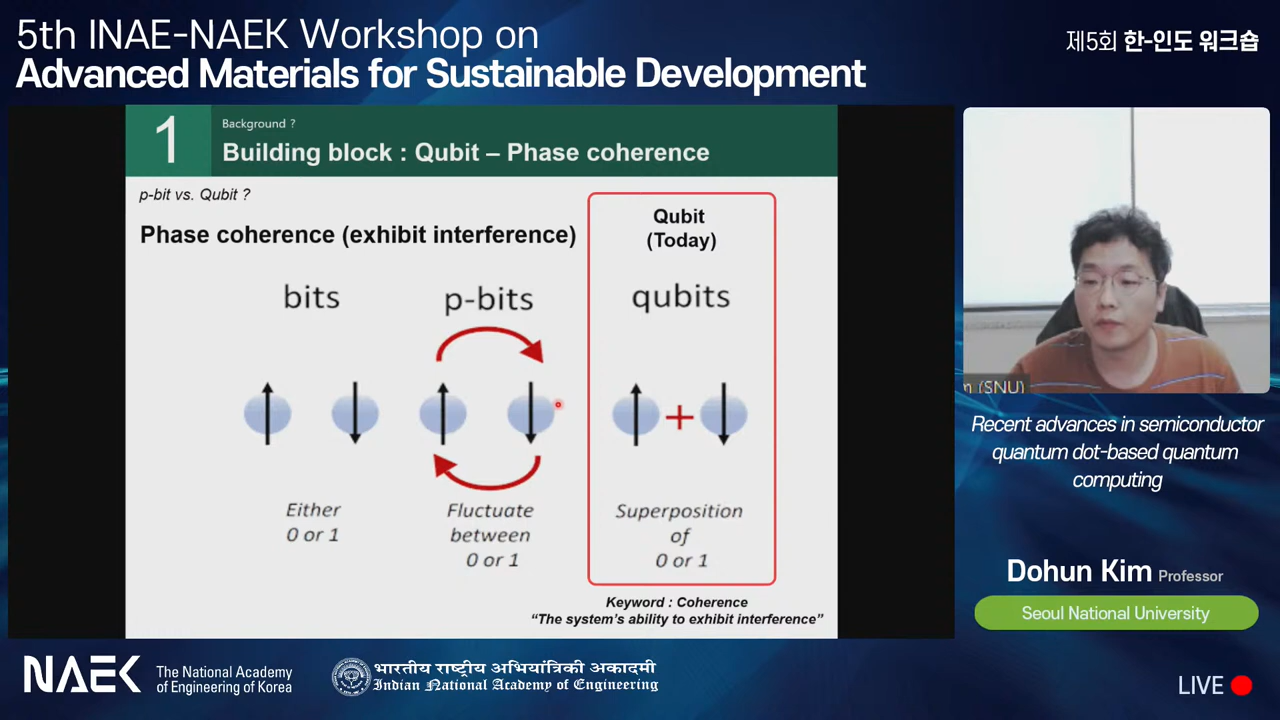 5th INAE-NAEK Workshop on
Advanced Materials for Sustainable Development
제5회 한-인도 워크숍
1
Background ?
Building block : Qubit – Phase coherence
p-bit vs. Qubit ?
Phase coherence (exhibit interference)
Qubit
(Today)
bits
p-bits
qubits
+
Either
0 or 1
Fluctuate
between
0 or 1
Superposition
of
0 or 1
Keyword : Coherence
“The system’s ability to exhibit interference”
(SNU)
Recent advances in semiconductor
quantum dot-based quantum
computing
Dohun Kim Professor
Seoul National University
NAEK
The National Academy
of Engineering of Korea
भारतीय राष्ट्रीय अभियांत्रिकी अकादमी
Indian National Academy of Engineering
LIVE